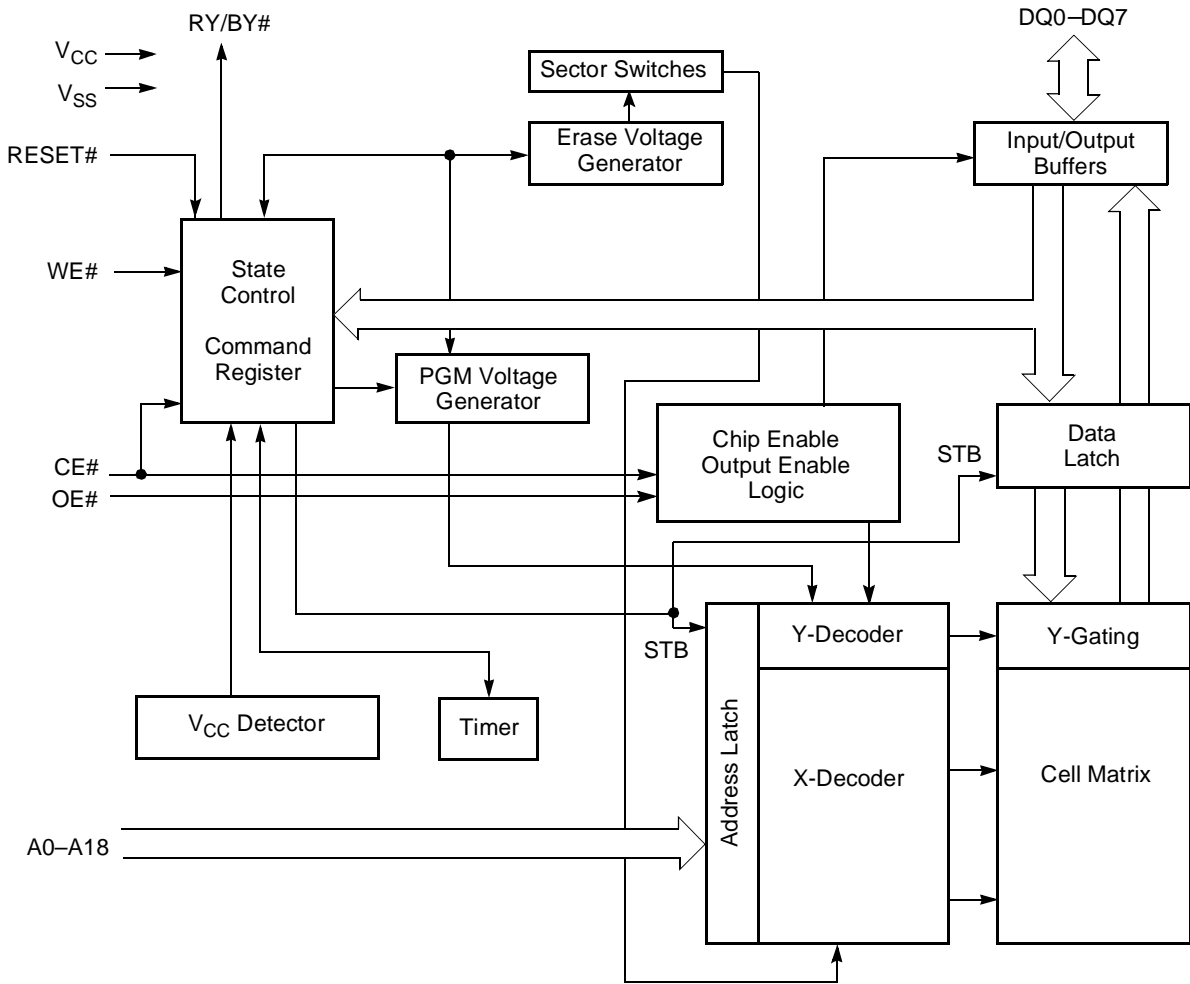 RY/BY#
DQ0–DQ7
VCC
VSS
Sector Switches
RESET#
Erase Voltage
Generator
Input/Output
Buffers
WE#
State
Control
Command
Register
PGM Voltage
Generator
CE#
OE#
Chip Enable
Output Enable
Logic
STB
Data
Latch
STB
Y-Decoder
Y-Gating
VCC Detector
Timer
Address Latch
X-Decoder
Cell Matrix
A0–A18